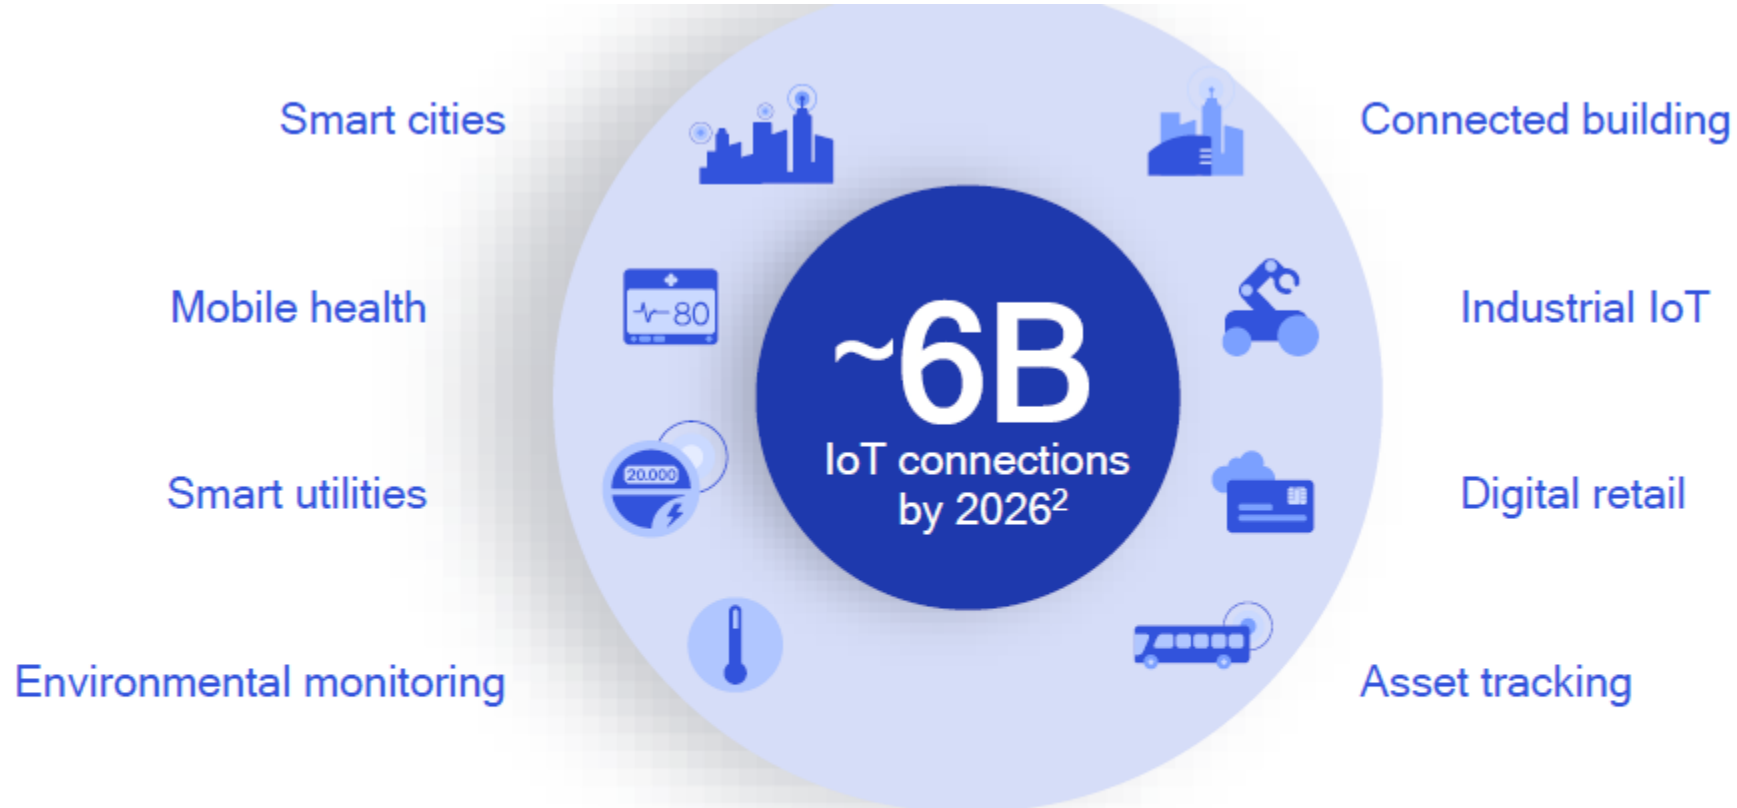 Smart cities
Connected building
Mobile health
80
Industrial IoT
~6B
IoT connections
by 2026²
Smart utilities
20.000
Digital retail
Environmental monitoring
Asset tracking